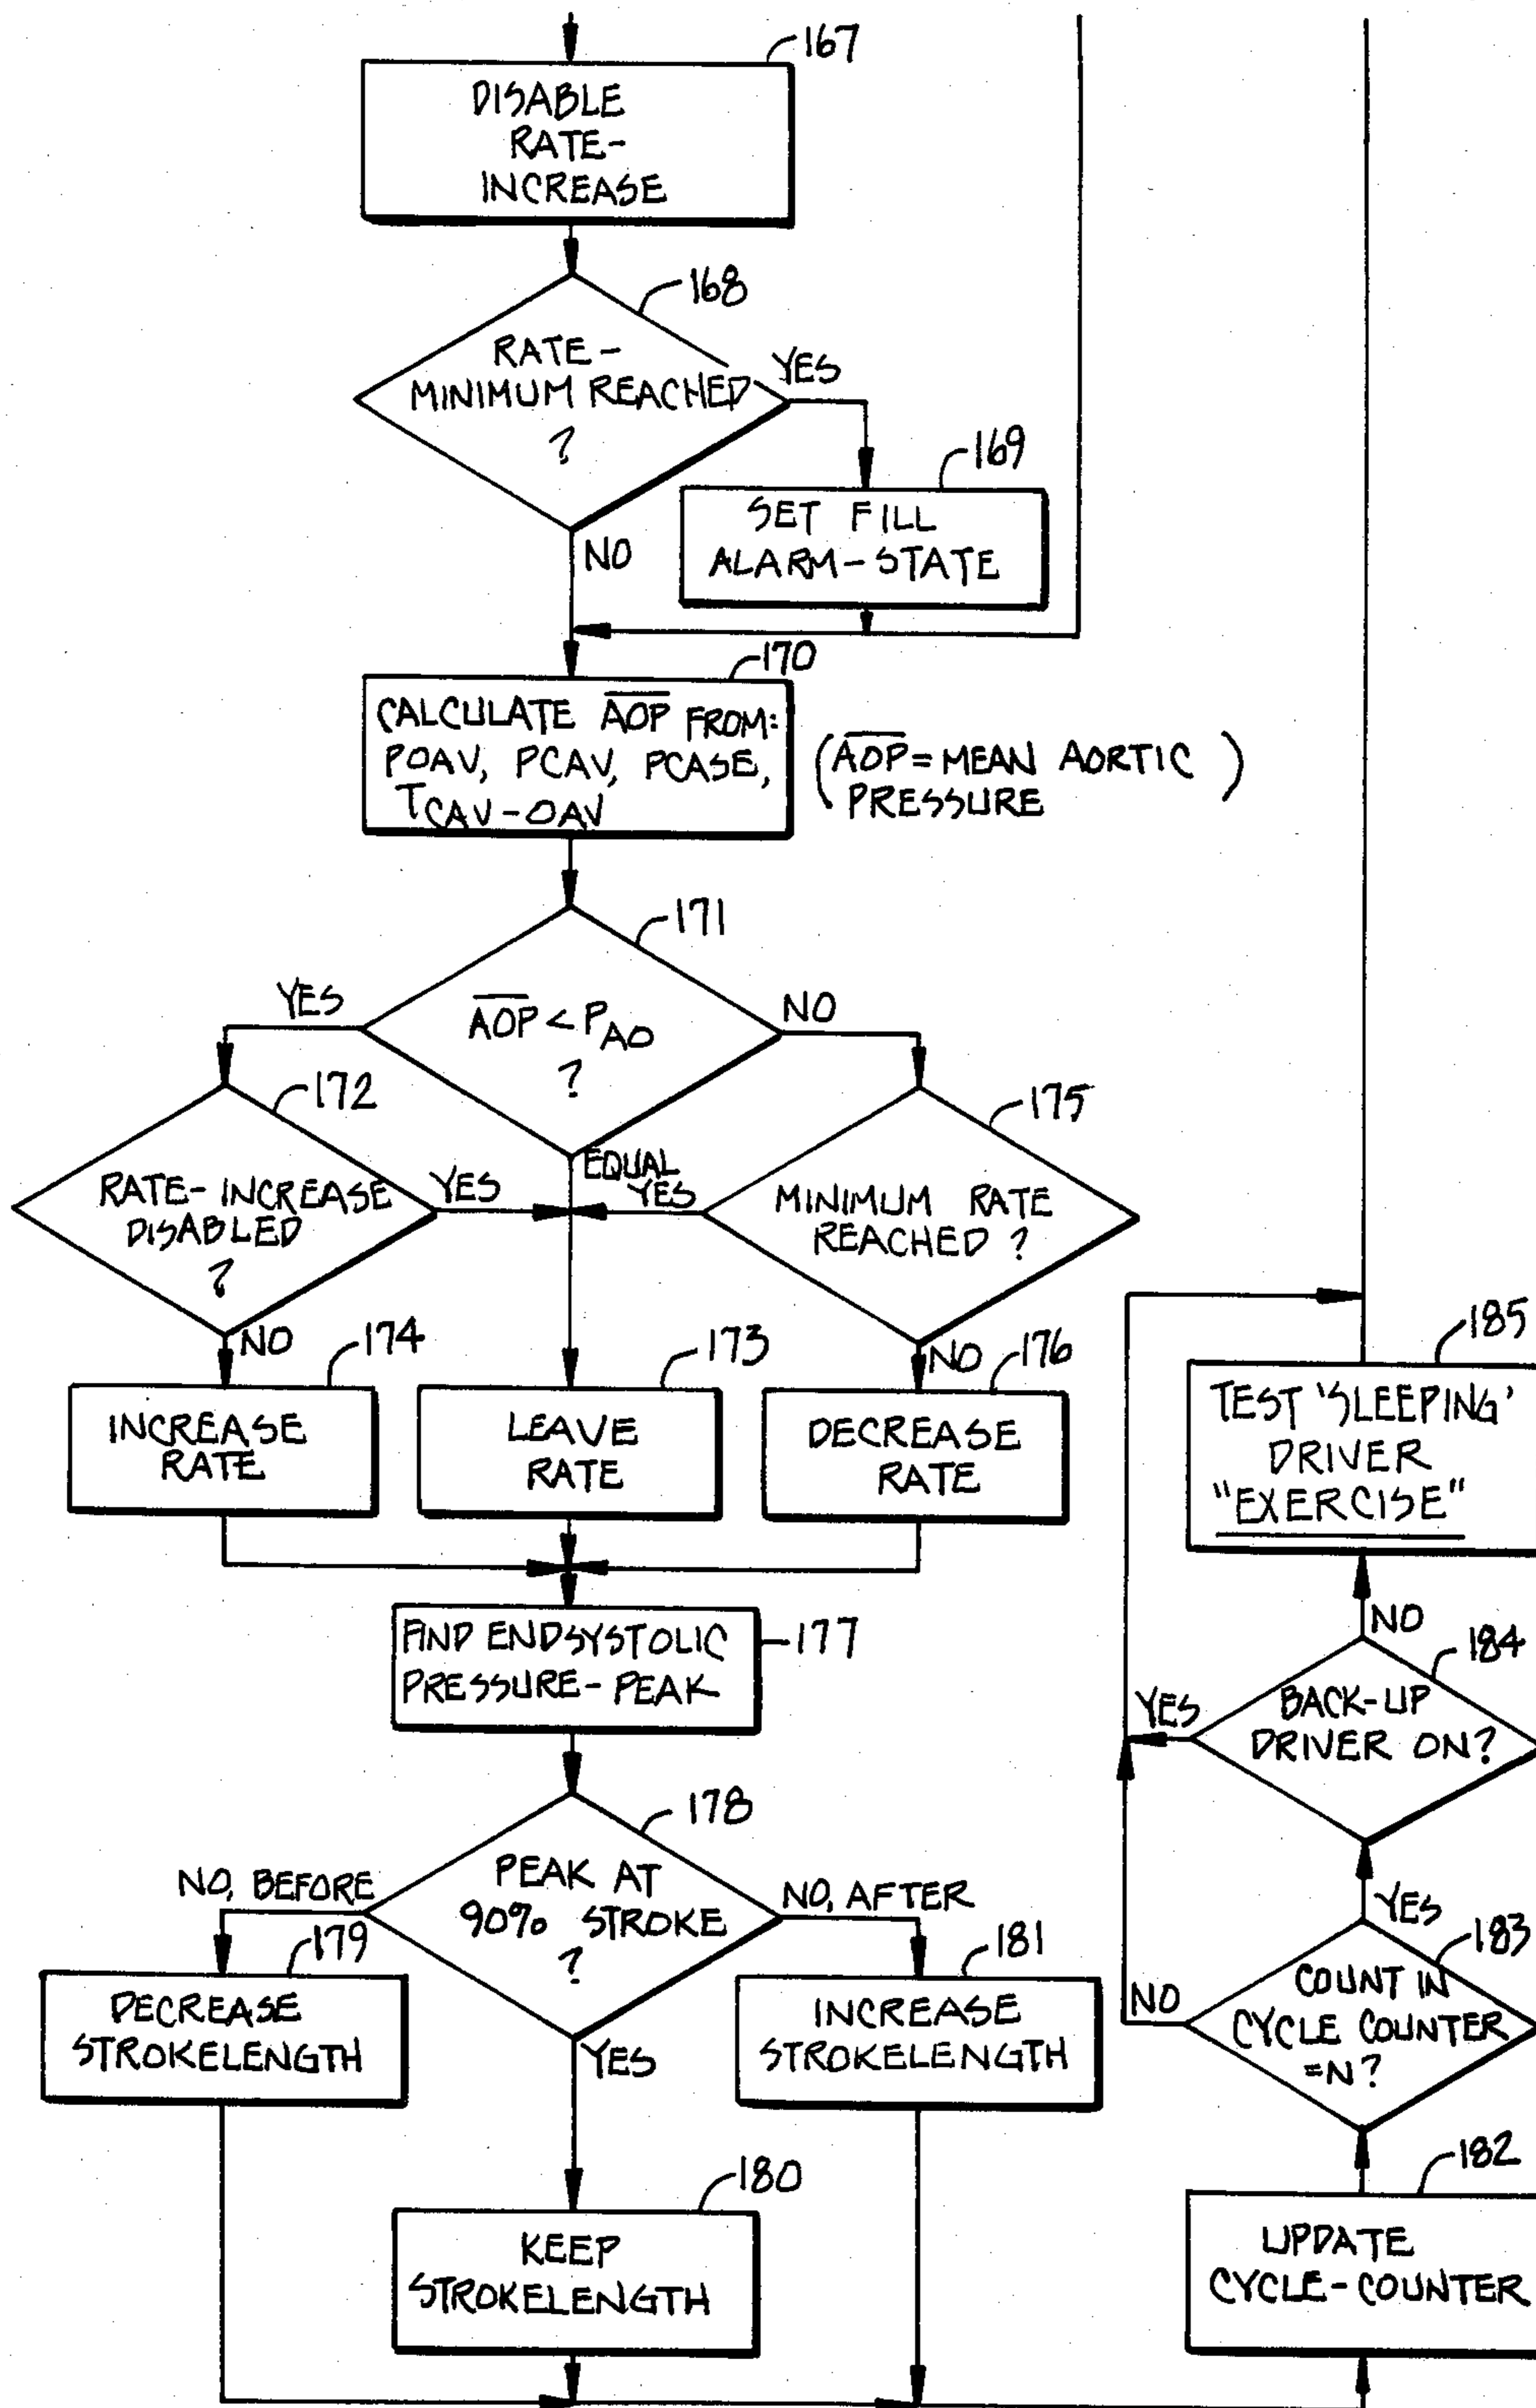 167
DISABLE
RATE-
INCREASE
168
RATE-
MINIMUM REACHED
?
YES
NO
169
SET FILL
ALARM-STATE
170
CALCULATE A̅O̅P̅ FROM:
POAV, PCAV, PCASE,
TCAV-OAV
(A̅O̅P̅ = MEAN AORTIC
PRESSURE)
171
A̅O̅P̅ < PAO
?
YES
NO
EQUAL
172
RATE-INCREASE
DISABLED
?
YES
NO
175
MINIMUM RATE
REACHED ?
YES
NO
174
INCREASE
RATE
173
LEAVE
RATE
176
DECREASE
RATE
177
FIND ENDSYSTOLIC
PRESSURE-PEAK
178
PEAK AT
90% STROKE
?
NO, BEFORE
NO, AFTER
YES
179
DECREASE
STROKELENGTH
181
INCREASE
STROKELENGTH
180
KEEP
STROKELENGTH
185
TEST 'SLEEPING'
DRIVER
"EXERCISE"
NO
184
BACK-UP
DRIVER ON?
YES
YES
183
COUNT IN
CYCLE COUNTER
=N?
NO
182
UPDATE
CYCLE-COUNTER